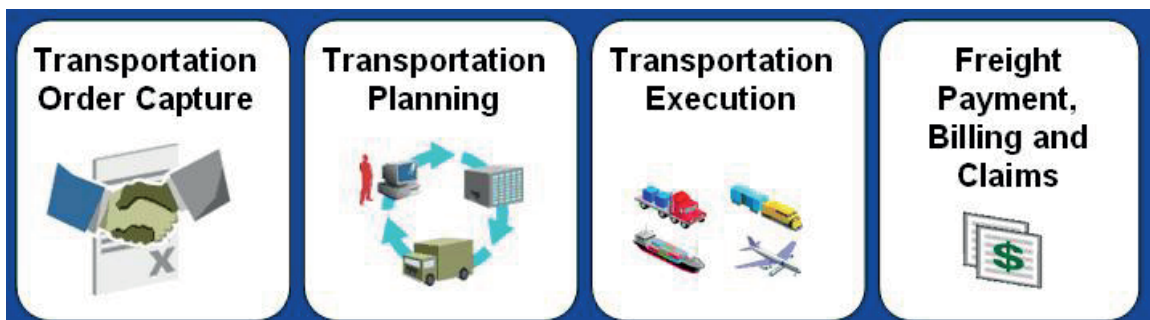 Transportation
Order Capture
X
Transportation
Planning
Transportation
Execution
Freight
Payment,
Billing and
Claims
$